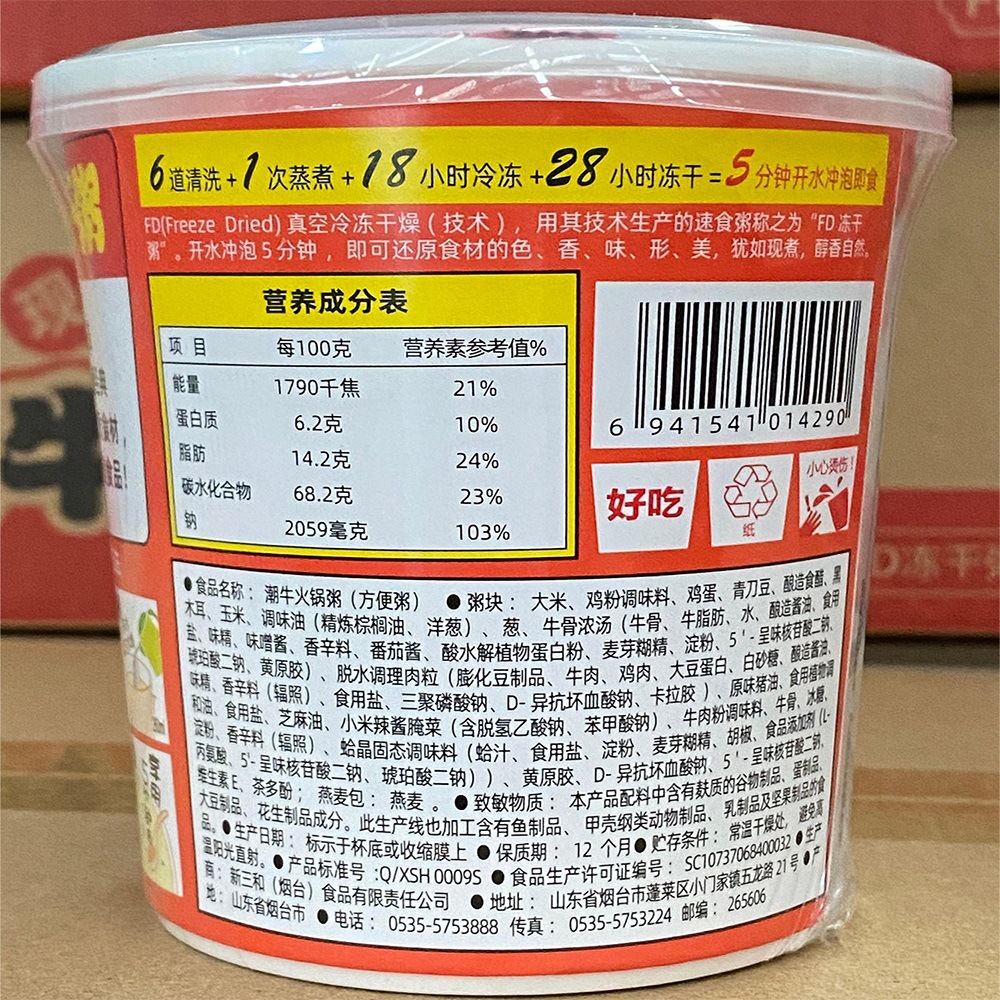 6道清洗+1次蒸煮+18小时冷冻+28小时冻干=5分钟开水冲泡即食
FD(Freeze Dried) 真空冷冻干燥(技术), 用其技术生产的速食粥称之为“FD冻干
粥”。开水冲泡5分钟, 即可还原食材的色、香、味、形、美, 犹如现煮, 醇香自然。
营养成分表
项目 每100克 营养素参考值%
能量 1790千焦 21%
蛋白质 6.2克 10%
脂肪 14.2克 24%
碳水化合物 68.2克 23%
钠 2059毫克 103%
6 941541 014290
好吃
纸
小心烫伤!
●食品名称: 潮牛火锅粥(方便粥) ●粥块: 大米、鸡粉调味料、鸡蛋、青刀豆、酿造食醋、黑
木耳、玉米、调味油(精炼棕榈油、洋葱)、葱、牛骨浓汤(牛骨、牛脂肪、水、酿造酱油、食用
盐、味精、味噌酱、香辛料、番茄酱、酸水解植物蛋白粉、麦芽糊精、淀粉、5'-呈味核苷酸二钠、
琥珀酸二钠、黄原胶)、脱水调理肉粒(膨化豆制品、牛肉、鸡肉、大豆蛋白、白砂糖、酿造酱油、
味精、香辛料(辐照)、食用盐、三聚磷酸钠、D-异抗坏血酸钠、卡拉胶)、原味猪油、食用植物调
和油、食用盐、芝麻油、小米辣酱腌菜(含脱氢乙酸钠、苯甲酸钠)、牛肉粉调味料、牛骨、冰糖、
淀粉、香辛料(辐照)、蛤晶固态调味料(蛤汁、食用盐、淀粉、麦芽糊精、胡椒、食品添加剂(L-
丙氨酸、5'-呈味核苷酸二钠、琥珀酸二钠))、黄原胶、D-异抗坏血酸钠、5'-呈味核苷酸二钠、
维生素E、茶多酚; 燕麦包: 燕麦。●致敏物质: 本产品配料中含有麸质的谷物制品、蛋制品、
大豆制品、花生制品成分。此生产线也加工含有鱼制品、甲壳纲类动物制品、乳制品及坚果制品的食
品。●生产日期: 标示于杯底或收缩膜上 ●保质期: 12个月 ●贮存条件: 常温干燥处, 避免高
温阳光直射。●产品标准号:Q/XSH 0009S ●食品生产许可证编号: SC10737068400032 ●生产
商: 新三和(烟台)食品有限责任公司 ●地址: 山东省烟台市蓬莱区小门家镇五龙路21号 ●产
地: 山东省烟台市 ●电话: 0535-5753888 传真: 0535-5753224 邮编: 265606
粥
现
牛
食材,
食品!
享用
D冻干